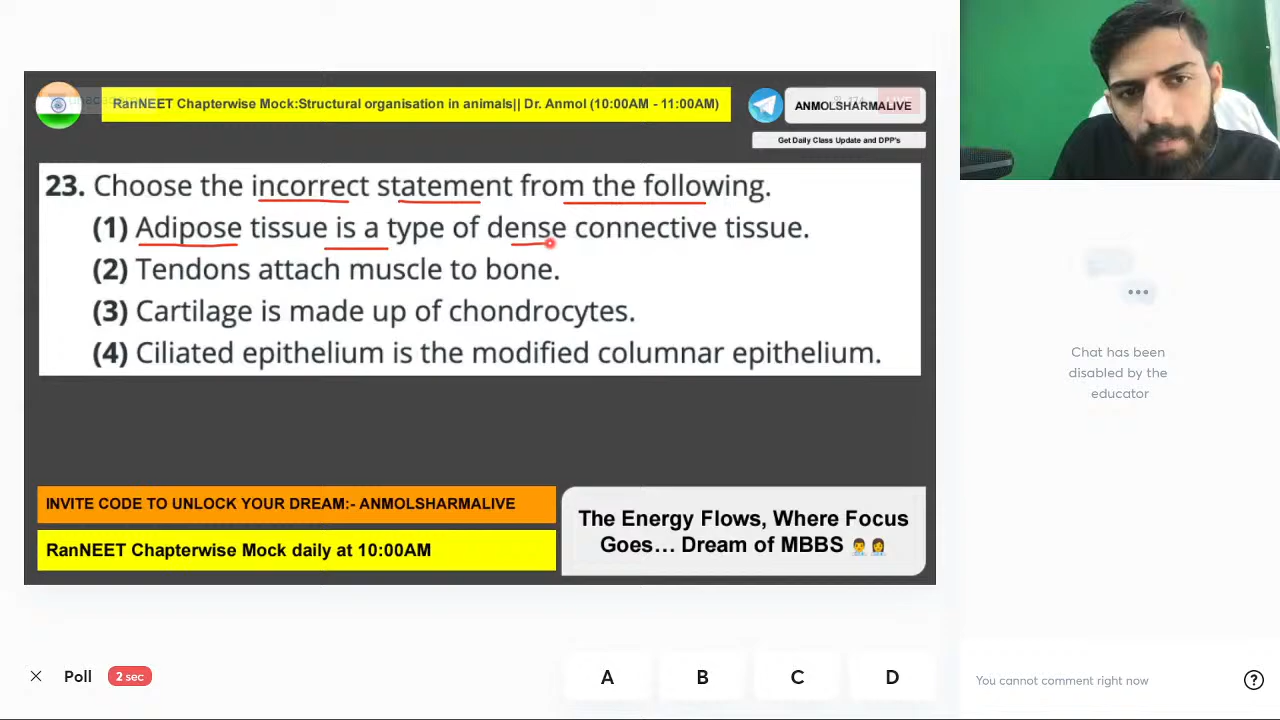 RanNEET Chapterwise Mock:Structural organisation in animals|| Dr. Anmol (10:00AM - 11:00AM)
ANMOLSHARMALIVE
Get Daily Class Update and DPP's
23. Choose the incorrect statement from the following.
(1) Adipose tissue is a type of dense connective tissue.
(2) Tendons attach muscle to bone.
(3) Cartilage is made up of chondrocytes.
(4) Ciliated epithelium is the modified columnar epithelium.
INVITE CODE TO UNLOCK YOUR DREAM:- ANMOLSHARMALIVE
RanNEET Chapterwise Mock daily at 10:00AM
The Energy Flows, Where Focus
Goes... Dream of MBBS
Chat has been
disabled by the
educator
Poll
2 sec
A B C D
You cannot comment right now